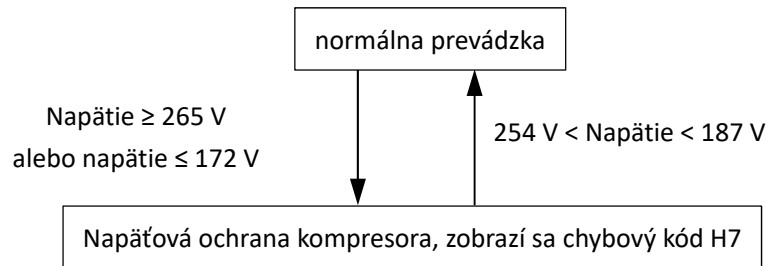 normálna prevádzka
Napätie ≥ 265 V
alebo napätie ≤ 172 V
254 V < Napätie < 187 V
Napäťová ochrana kompresora, zobrazí sa chybový kód H7